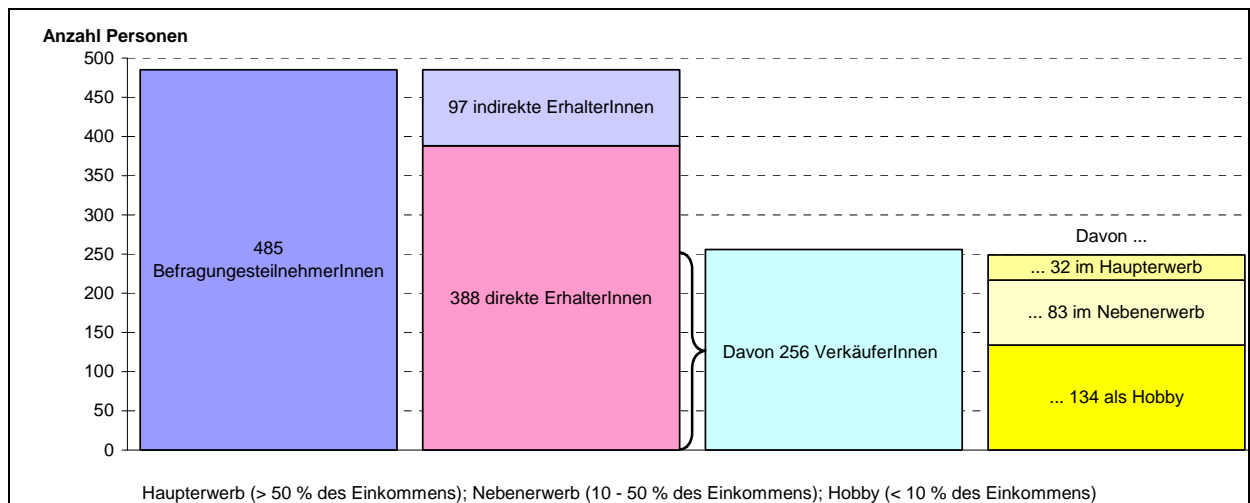 Anzahl Personen
500
450
400
350
300
250
200
150
100
50
0
485
BefragungesteilnehmerInnen
97 indirekte ErhalterInnen
388 direkte ErhalterInnen
Davon 256 VerkäuferInnen
Davon ...
... 32 im Haupterwerb
... 83 im Nebenerwerb
... 134 als Hobby
Haupterwerb (> 50 % des Einkommens); Nebenerwerb (10 - 50 % des Einkommens); Hobby (< 10 % des Einkommens)